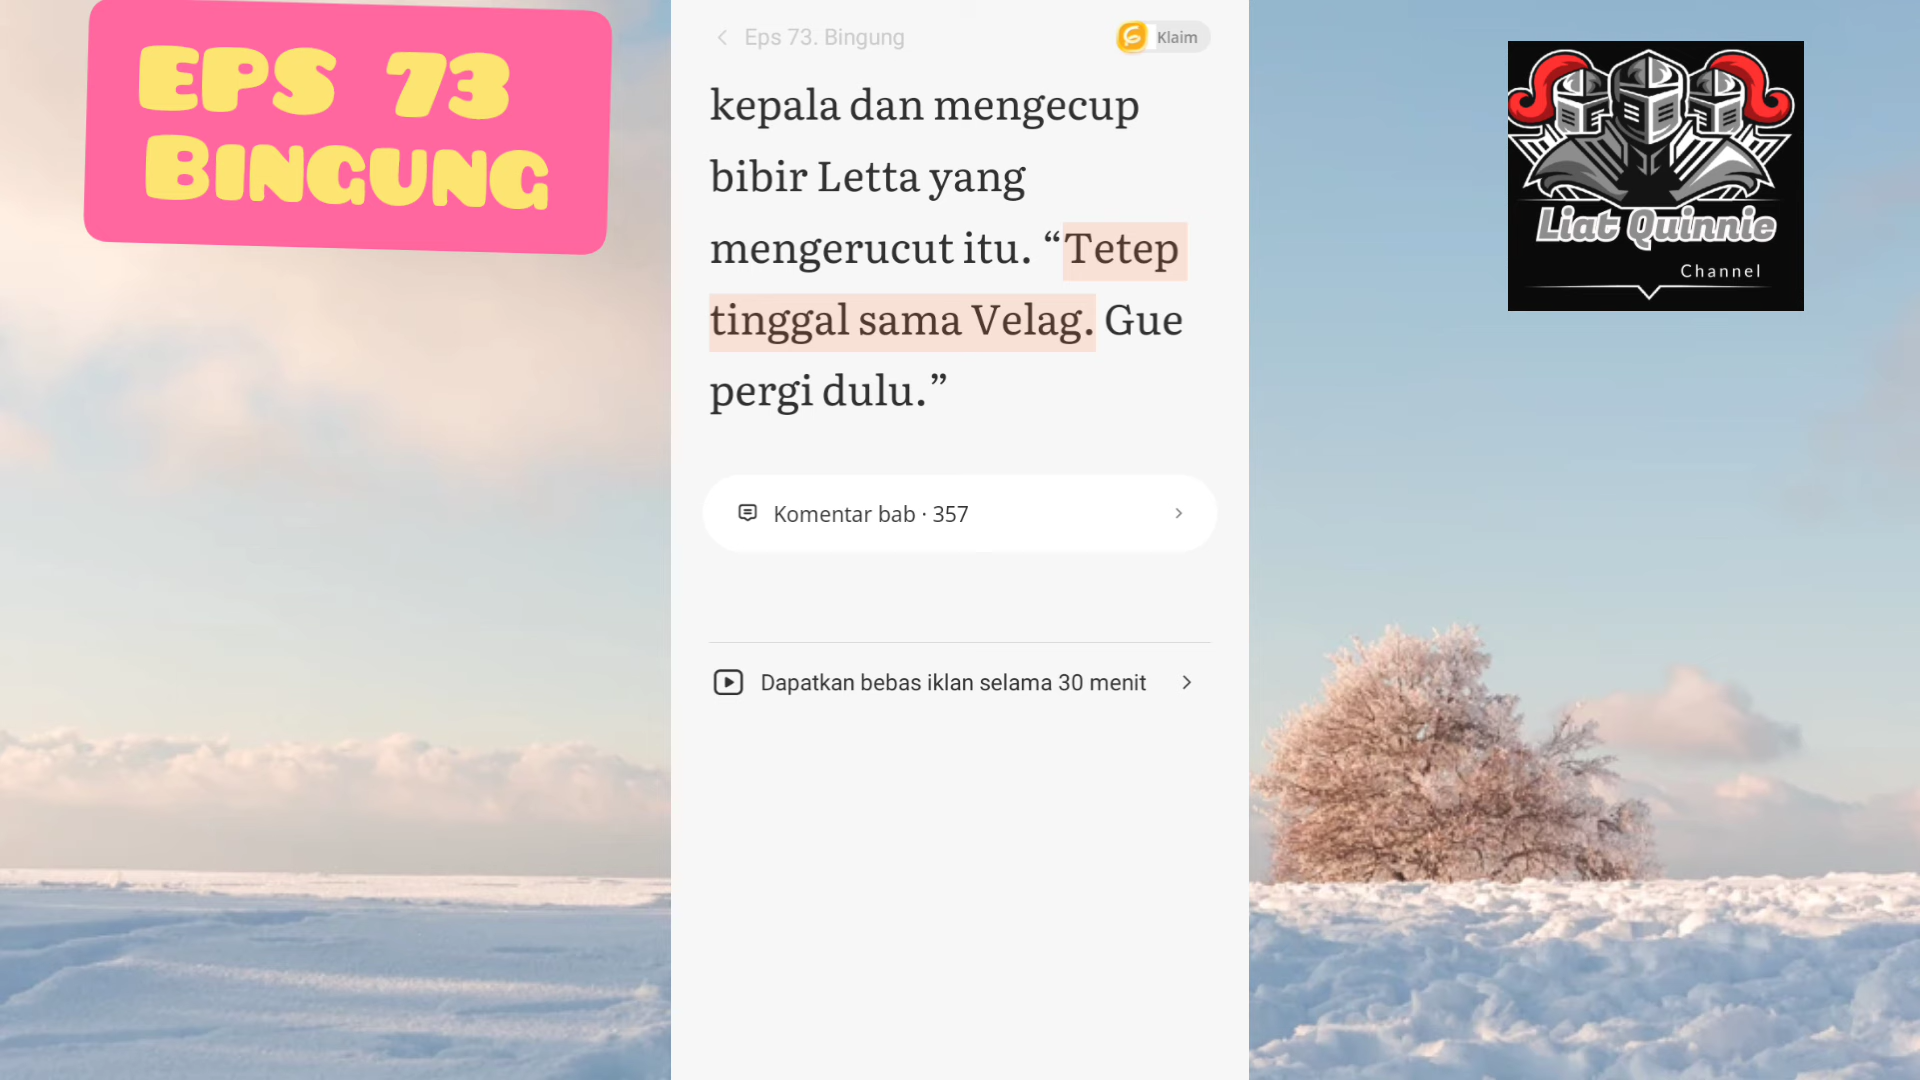 EPS 73
BINGUNG
Eps 73. Bingung
Klaim
kepala dan mengecup
bibir Letta yang
mengerucut itu. “Tetep
tinggal sama Velag. Gue
pergi dulu.”
Komentar bab · 357
Dapatkan bebas iklan selama 30 menit
Liat Quinnie
Channel